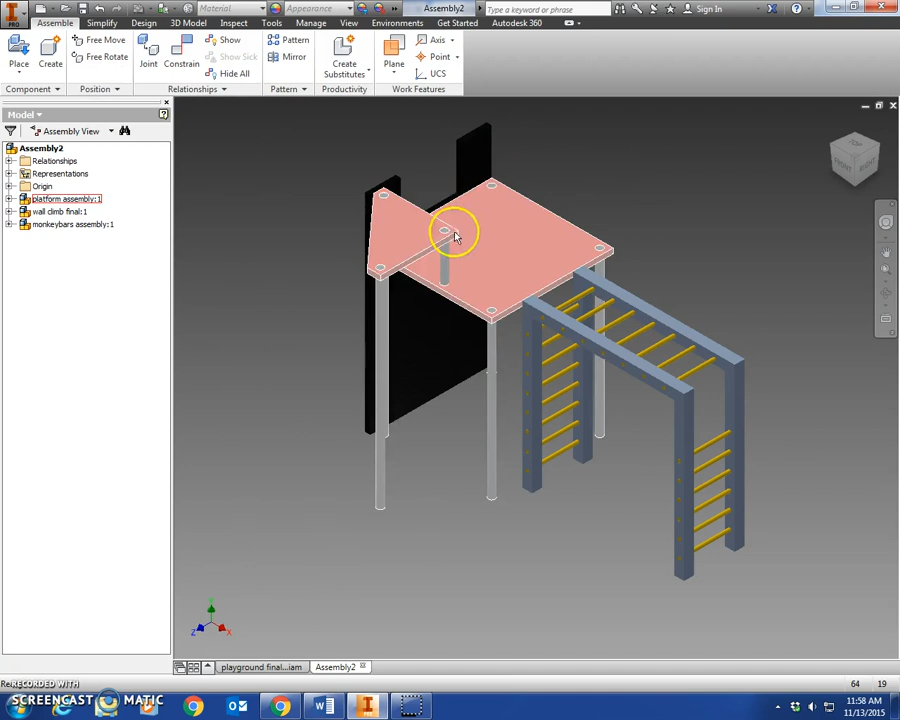 Material
Appearance
Assembly2
Type a keyword or phrase
Sign In
PRO
Assemble
Simplify
Design
3D Model
Inspect
Tools
Manage
View
Environments
Get Started
Autodesk 360
Place
Create
Free Move
Free Rotate
Joint
Constrain
Show
Show Sick
Hide All
Pattern
Mirror
Create
Substitutes
Plane
Axis
Point
UCS
Component
Position
Relationships
Pattern
Productivity
Work Features
Model
Assembly View
Assembly2
Relationships
Representations
Origin
platform assembly:1
wall climb final:1
monkeybars assembly:1
TOP
FRONT
RIGHT
Y
Z
X
playground final...iam
Assembly2
RECORDED WITH
SCREENCAST MATIC
64
19
11:58 AM
11/13/2015